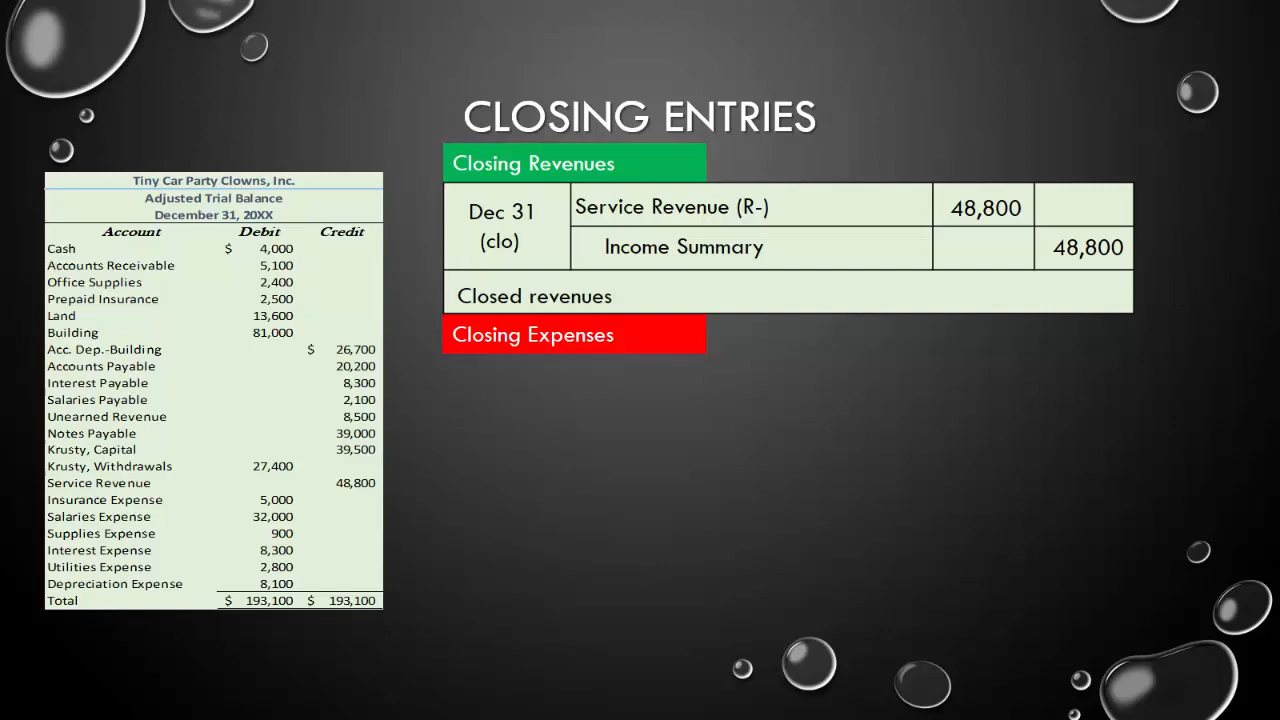 CLOSING ENTRIES
Tiny Car Party Clowns, Inc.
Adjusted Trial Balance
December 31, 20XX
Account Debit Credit
Cash $ 4,000
Accounts Receivable 5,100
Office Supplies 2,400
Prepaid Insurance 2,500
Land 13,600
Building 81,000
Acc. Dep.-Building $ 26,700
Accounts Payable 20,200
Interest Payable 8,300
Salaries Payable 2,100
Unearned Revenue 8,500
Notes Payable 39,000
Krusty, Capital 39,500
Krusty, Withdrawals 27,400
Service Revenue 48,800
Insurance Expense 5,000
Salaries Expense 32,000
Supplies Expense 900
Interest Expense 8,300
Utilities Expense 2,800
Depreciation Expense 8,100
Total $ 193,100 $ 193,100
Closing Revenues
Dec 31
(clo)
Service Revenue (R-) 48,800
Income Summary 48,800
Closed revenues
Closing Expenses